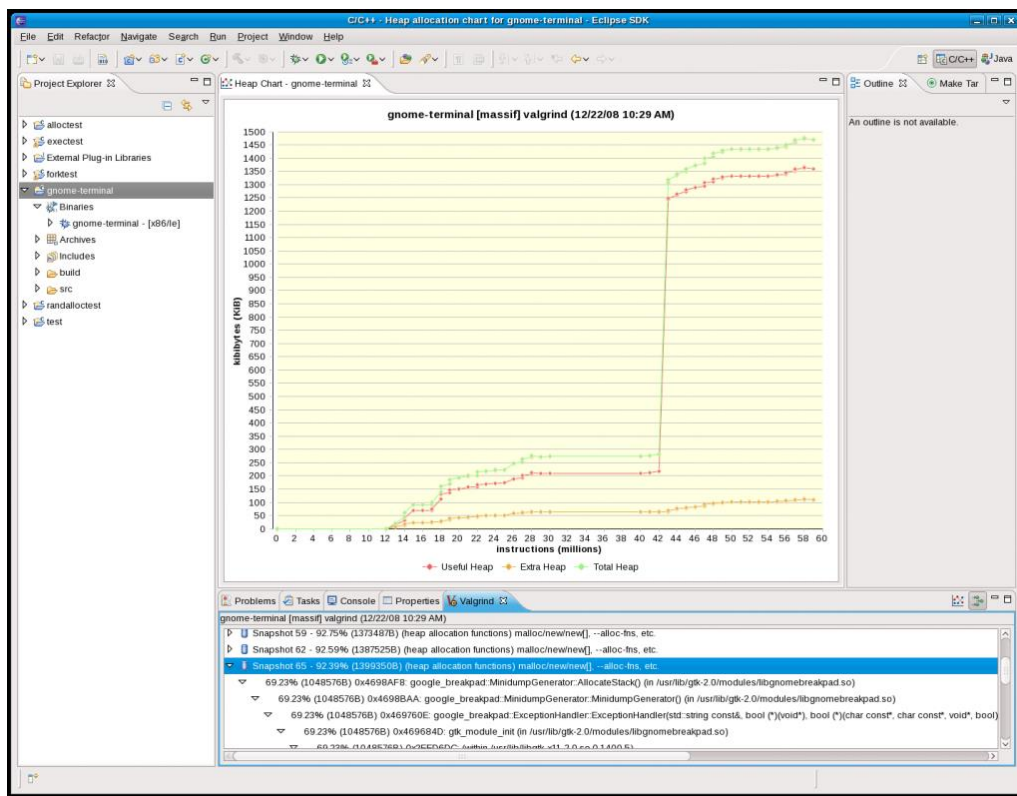 C/C++ - Heap allocation chart for gnome-terminal - Eclipse SDK
File Edit Refactor Navigate Search Run Project Window Help
C/C++ Java
Project Explorer
alloctest
exectest
External Plug-in Libraries
forktest
gnome-terminal
Binaries
gnome-terminal - [x86/le]
Archives
Includes
build
src
randalloctest
test
Heap Chart - gnome-terminal
gnome-terminal [massif] valgrind (12/22/08 10:29 AM)
kibibytes (KiB)
1500
1450
1400
1350
1300
1250
1200
1150
1100
1050
1000
950
900
850
800
750
700
650
600
550
500
450
400
350
300
250
200
150
100
50
0
0 2 4 6 8 10 12 14 16 18 20 22 24 26 28 30 32 34 36 38 40 42 44 46 48 50 52 54 56 58 60
instructions (millions)
Useful Heap Extra Heap Total Heap
Outline Make Tar
An outline is not available.
Problems Tasks Console Properties Valgrind
gnome-terminal [massif] valgrind (12/22/08 10:29 AM)
Snapshot 59 - 92.75% (1373487B) (heap allocation functions) malloc/new/new[], --alloc-fns, etc.
Snapshot 62 - 92.59% (1387525B) (heap allocation functions) malloc/new/new[], --alloc-fns, etc.
Snapshot 65 - 92.39% (1399350B) (heap allocation functions) malloc/new/new[], --alloc-fns, etc.
69.23% (1048576B) 0x4698AF8: google_breakpad::MinidumpGenerator::AllocateStack() (in /usr/lib/gtk-2.0/modules/libgnomebreakpad.so)
69.23% (1048576B) 0x4698BAA: google_breakpad::MinidumpGenerator::MinidumpGenerator() (in /usr/lib/gtk-2.0/modules/libgnomebreakpad.so)
69.23% (1048576B) 0x469760E: google_breakpad::ExceptionHandler::ExceptionHandler(std::string const&, bool (*)(void*), bool (*)(char const*, char const*, void*, bool)
69.23% (1048576B) 0x469684D: gtk_module_init (in /usr/lib/gtk-2.0/modules/libgnomebreakpad.so)